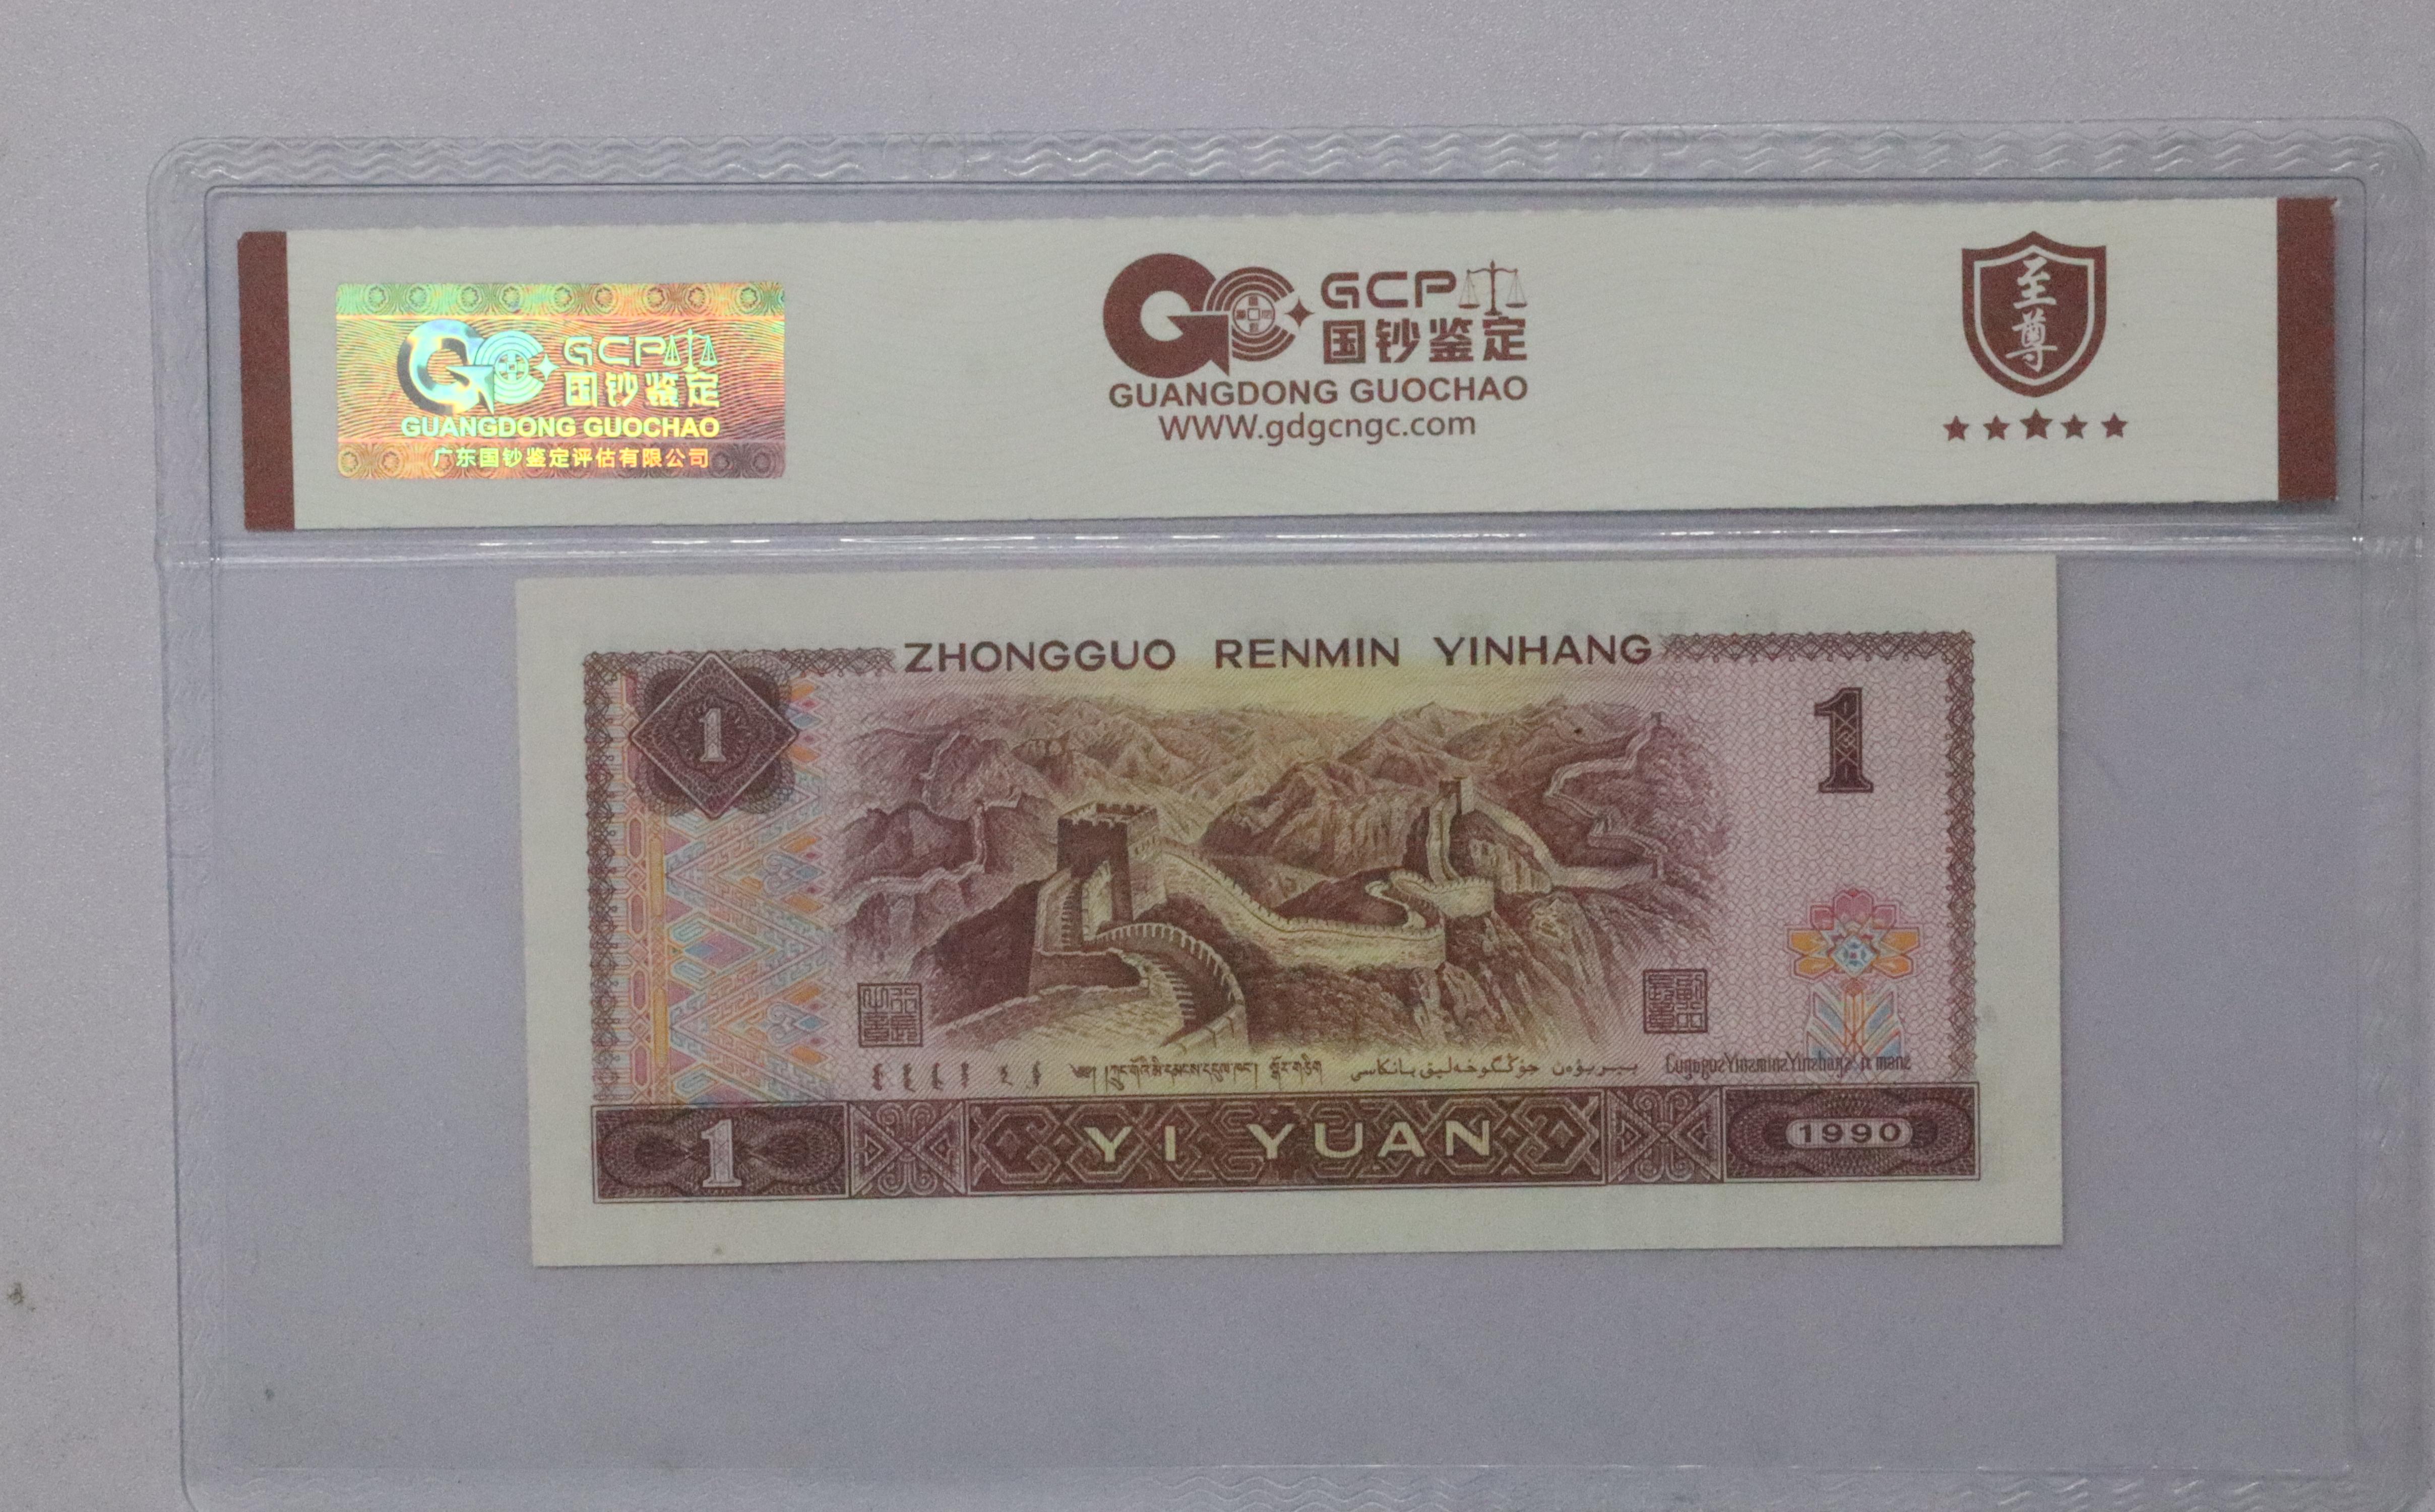 GCP
国钞鉴定
GUANGDONG GUOCHAO
广东国钞鉴定评估有限公司
GCP
国钞鉴定
GUANGDONG GUOCHAO
WWW.gdgcngc.com
至尊
ZHONGGUO RENMIN YINHANG
1
1
1
YI YUAN
1990